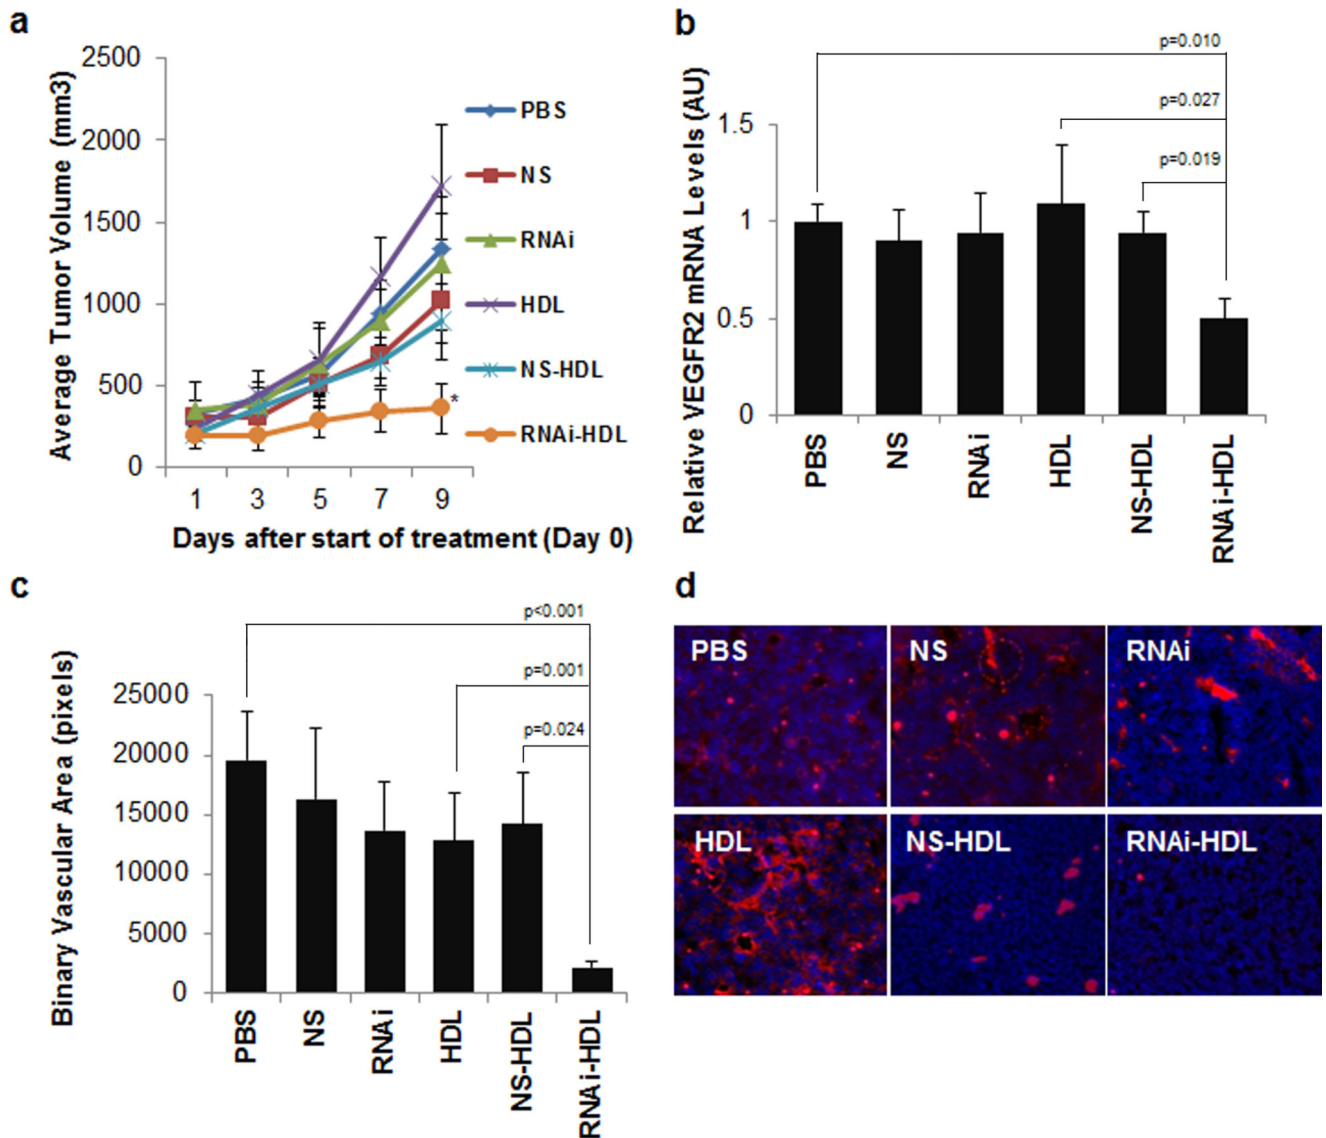 a
Average Tumor Volume (mm3)
2500
2000
1500
1000
500
0
1 3 5 7 9
Days after start of treatment (Day 0)
PBS
NS
RNAi
HDL
NS-HDL
RNAi-HDL
*
b
Relative VEGFR2 mRNA Levels (AU)
p=0.010
p=0.027
p=0.019
1.5
1
0.5
0
PBS
NS
RNAi
HDL
NS-HDL
RNAi-HDL
c
Binary Vascular Area (pixels)
p<0.001
p=0.001
p=0.024
25000
20000
15000
10000
5000
0
PBS
NS
RNAi
HDL
NS-HDL
RNAi-HDL
d
PBS NS RNAi
HDL NS-HDL RNAi-HDL